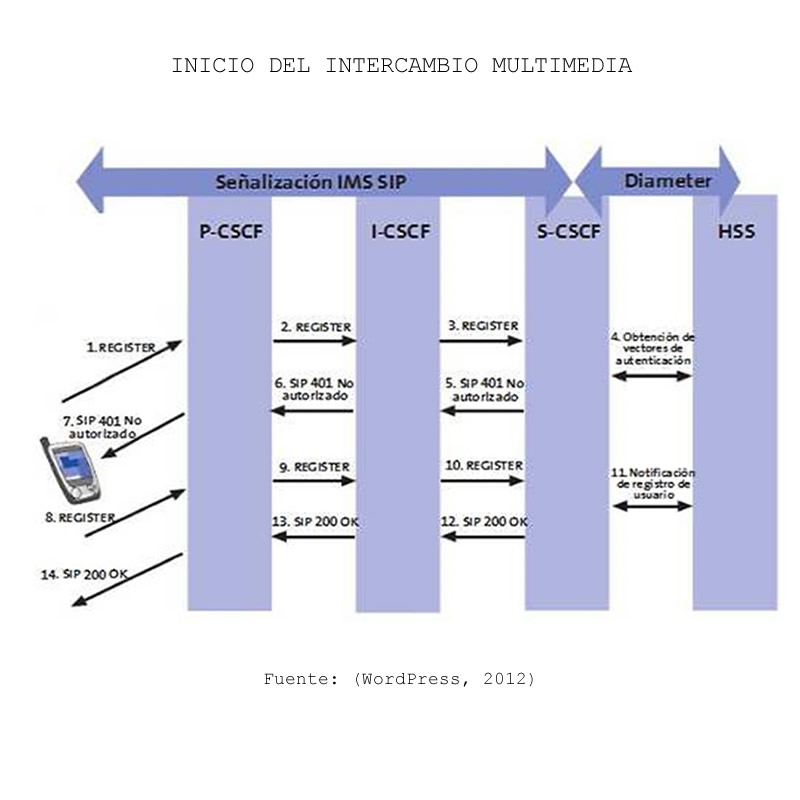 INICIO DEL INTERCAMBIO MULTIMEDIA
Señalización IMS SIP
Diameter
P-CSCF
I-CSCF
S-CSCF
HSS
1.REGISTER
2. REGISTER
3. REGISTER
4. Obtención de
vectores de
autenticación
7. SIP 401 No
autorizado
6. SIP 401 No
autorizado
5. SIP 401 No
autorizado
8. REGISTER
9. REGISTER
10. REGISTER
11. Notificación
de registro de
usuario
14. SIP 200 OK
13. SIP 200 OK
12. SIP 200 OK
Fuente: (WordPress, 2012)